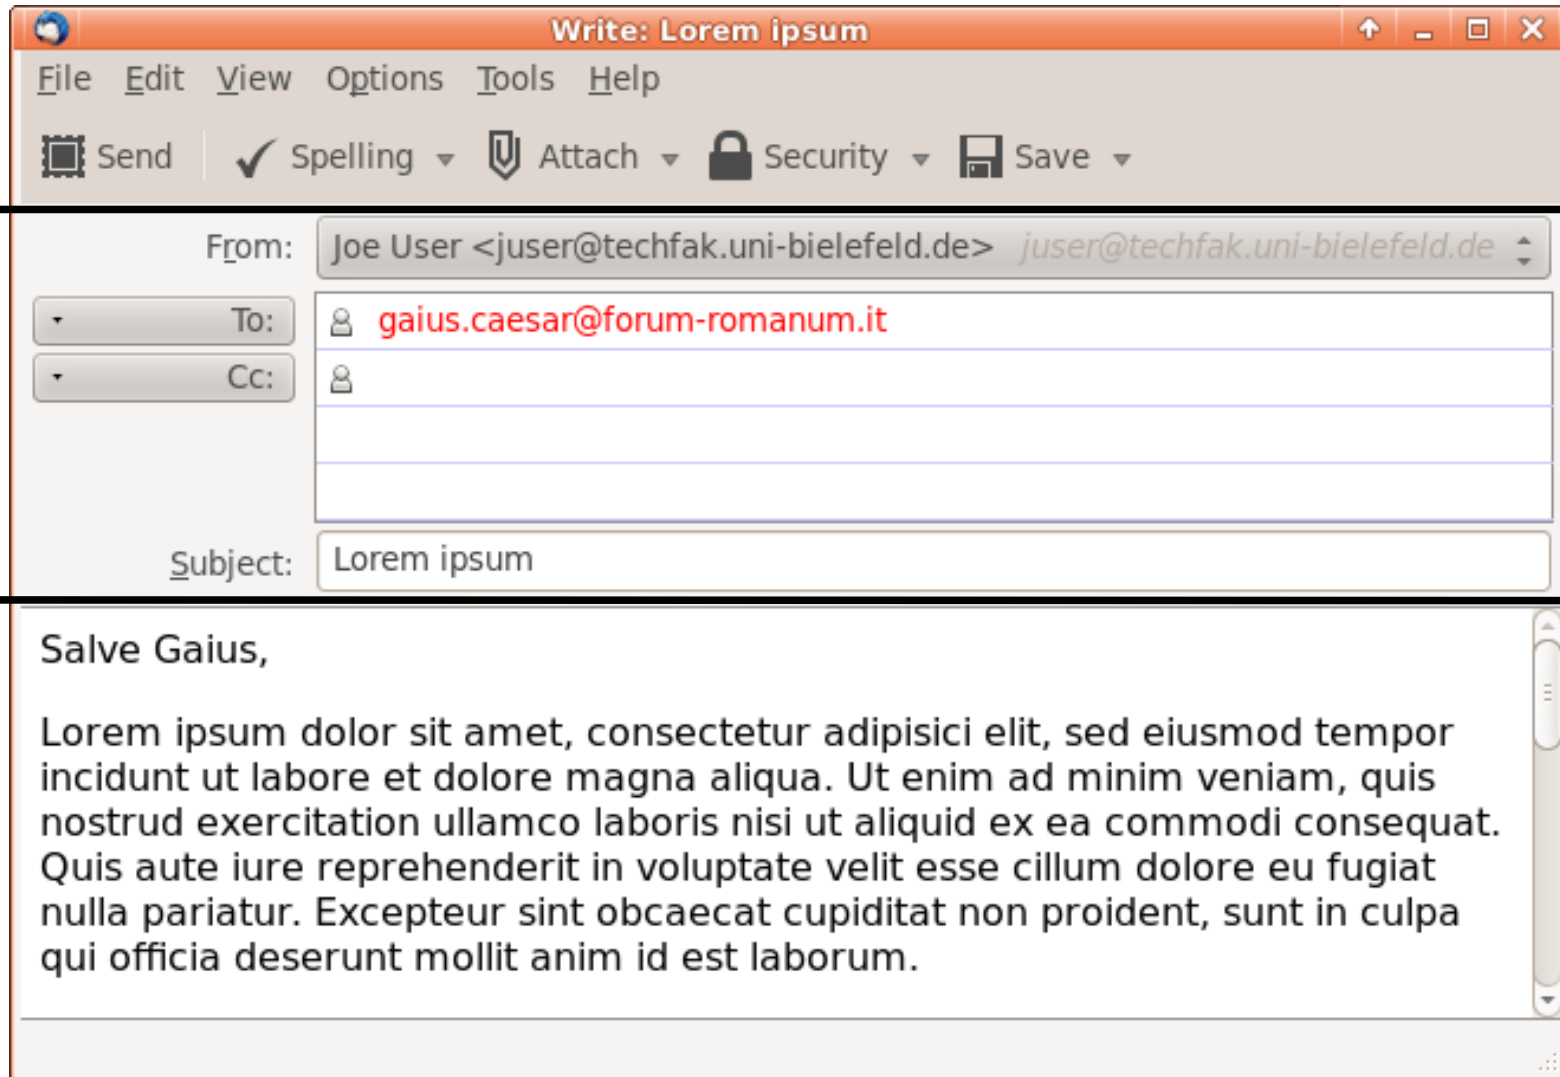 Write: Lorem ipsum
File Edit View Options Tools Help
Send Spelling Attach Security Save
From: Joe User <juser@techfak.uni-bielefeld.de> juser@techfak.uni-bielefeld.de
To: gaius.caesar@forum-romanum.it
Cc:
Subject: Lorem ipsum
Salve Gaius,
Lorem ipsum dolor sit amet, consectetur adipisici elit, sed eiusmod tempor
incidunt ut labore et dolore magna aliqua. Ut enim ad minim veniam, quis
nostrud exercitation ullamco laboris nisi ut aliquid ex ea commodi consequat.
Quis aute iure reprehenderit in voluptate velit esse cillum dolore eu fugiat
nulla pariatur. Excepteur sint obcaecat cupiditat non proident, sunt in culpa
qui officia deserunt mollit anim id est laborum.